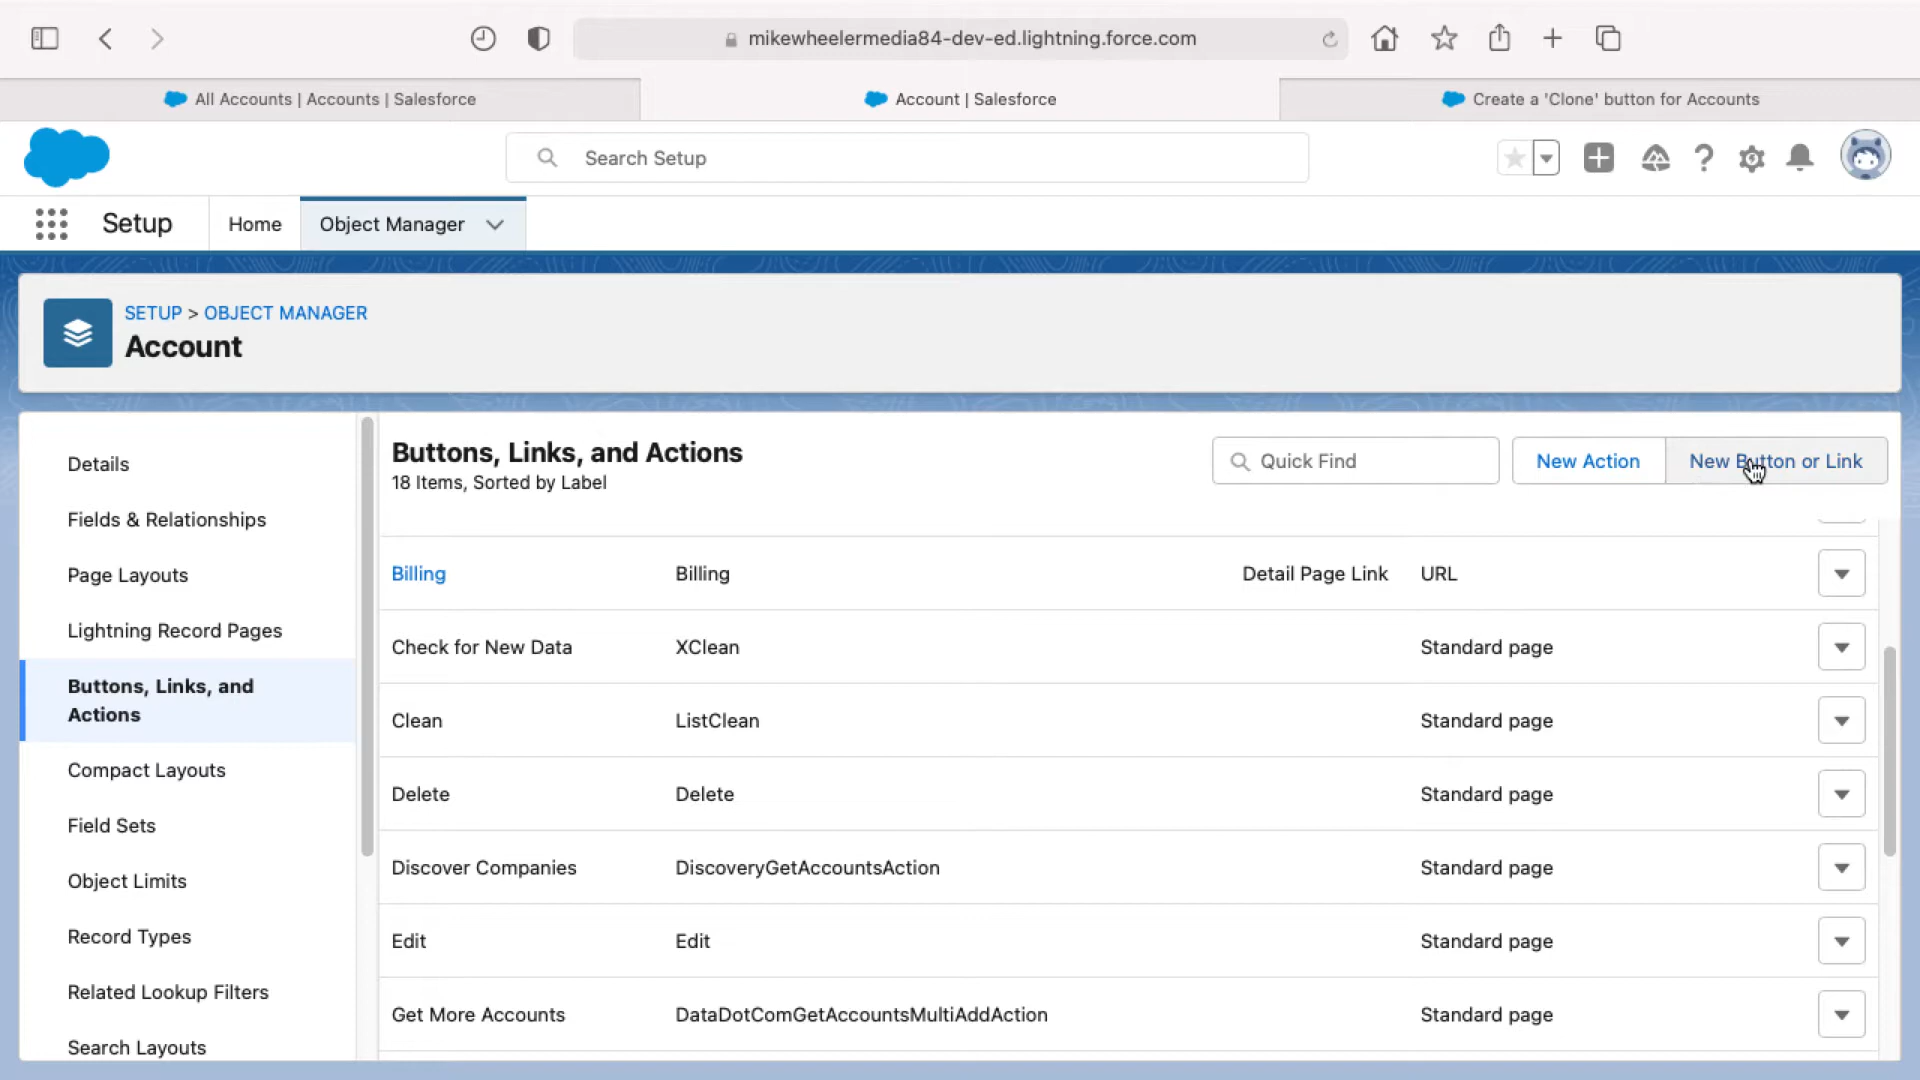 mikewheelermedia84-dev-ed.lightning.force.com
All Accounts | Accounts | Salesforce
Account | Salesforce
Create a 'Clone' button for Accounts
Search Setup
Setup
Home
Object Manager
SETUP > OBJECT MANAGER
Account
Details
Fields & Relationships
Page Layouts
Lightning Record Pages
Buttons, Links, and
Actions
Compact Layouts
Field Sets
Object Limits
Record Types
Related Lookup Filters
Search Layouts
Buttons, Links, and Actions
18 Items, Sorted by Label
Quick Find
New Action
New Button or Link
Billing Billing Detail Page Link URL
Check for New Data XClean Standard page
Clean ListClean Standard page
Delete Delete Standard page
Discover Companies DiscoveryGetAccountsAction Standard page
Edit Edit Standard page
Get More Accounts DataDotComGetAccountsMultiAddAction Standard page